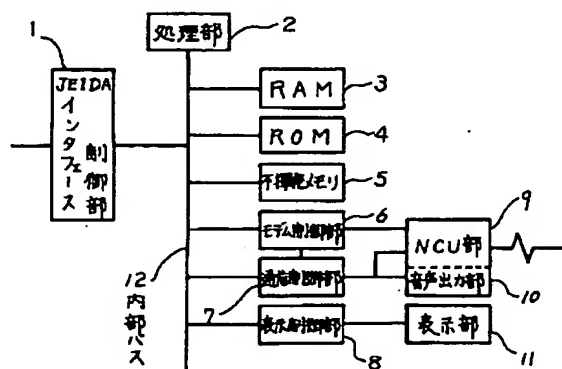 1
JEIDA
インタフェース
制御部
処理部
2
RAM
3
ROM
4
不揮発メモリ
5
モデム制御部
6
7
通信制御部
表示制御部
8
NCU部
9
音声出力部
10
表示部
11
12
内部バス